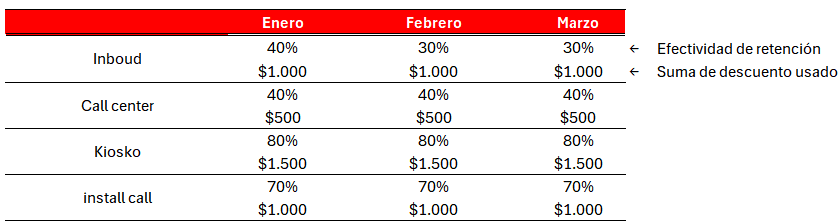 Enero Febrero Marzo
40% 30% 30% ← Efectividad de retención
Inboud
$1.000 $1.000 $1.000 ← Suma de descuento usado
40% 40% 40%
Call center
$500 $500 $500
80% 80% 80%
Kiosko
$1.500 $1.500 $1.500
70% 70% 70%
install call
$1.000 $1.000 $1.000